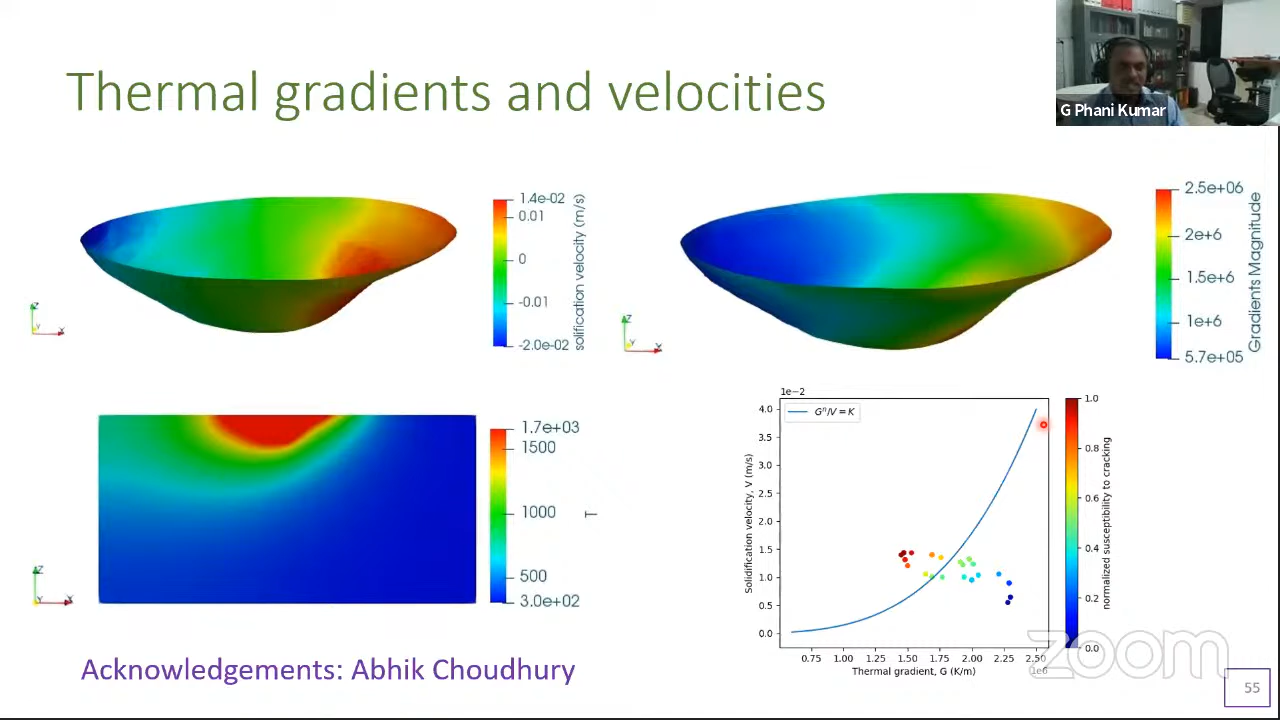 Thermal gradients and velocities
G Phani Kumar
1.4e-02
0.01
0
-0.01
-2.0e-02
solification velocity (m/s)
Z
Y
X
2.5e+06
2e+6
1.5e+6
1e+6
5.7e+05
Gradients Magnitude
Z
Y
X
1.7e+03
1500
1000
500
3.0e+02
T
Z
Y
X
1e−2
G^n/V = K
4.0
3.5
3.0
2.5
2.0
1.5
1.0
0.5
0.0
Solidification velocity, V (m/s)
0.75 1.00 1.25 1.50 1.75 2.00 2.25 2.50
1e6
Thermal gradient, G (K/m)
1.0
0.8
0.6
0.4
0.2
0.0
normalized susceptibility to cracking
Acknowledgements: Abhik Choudhury
zoom
55